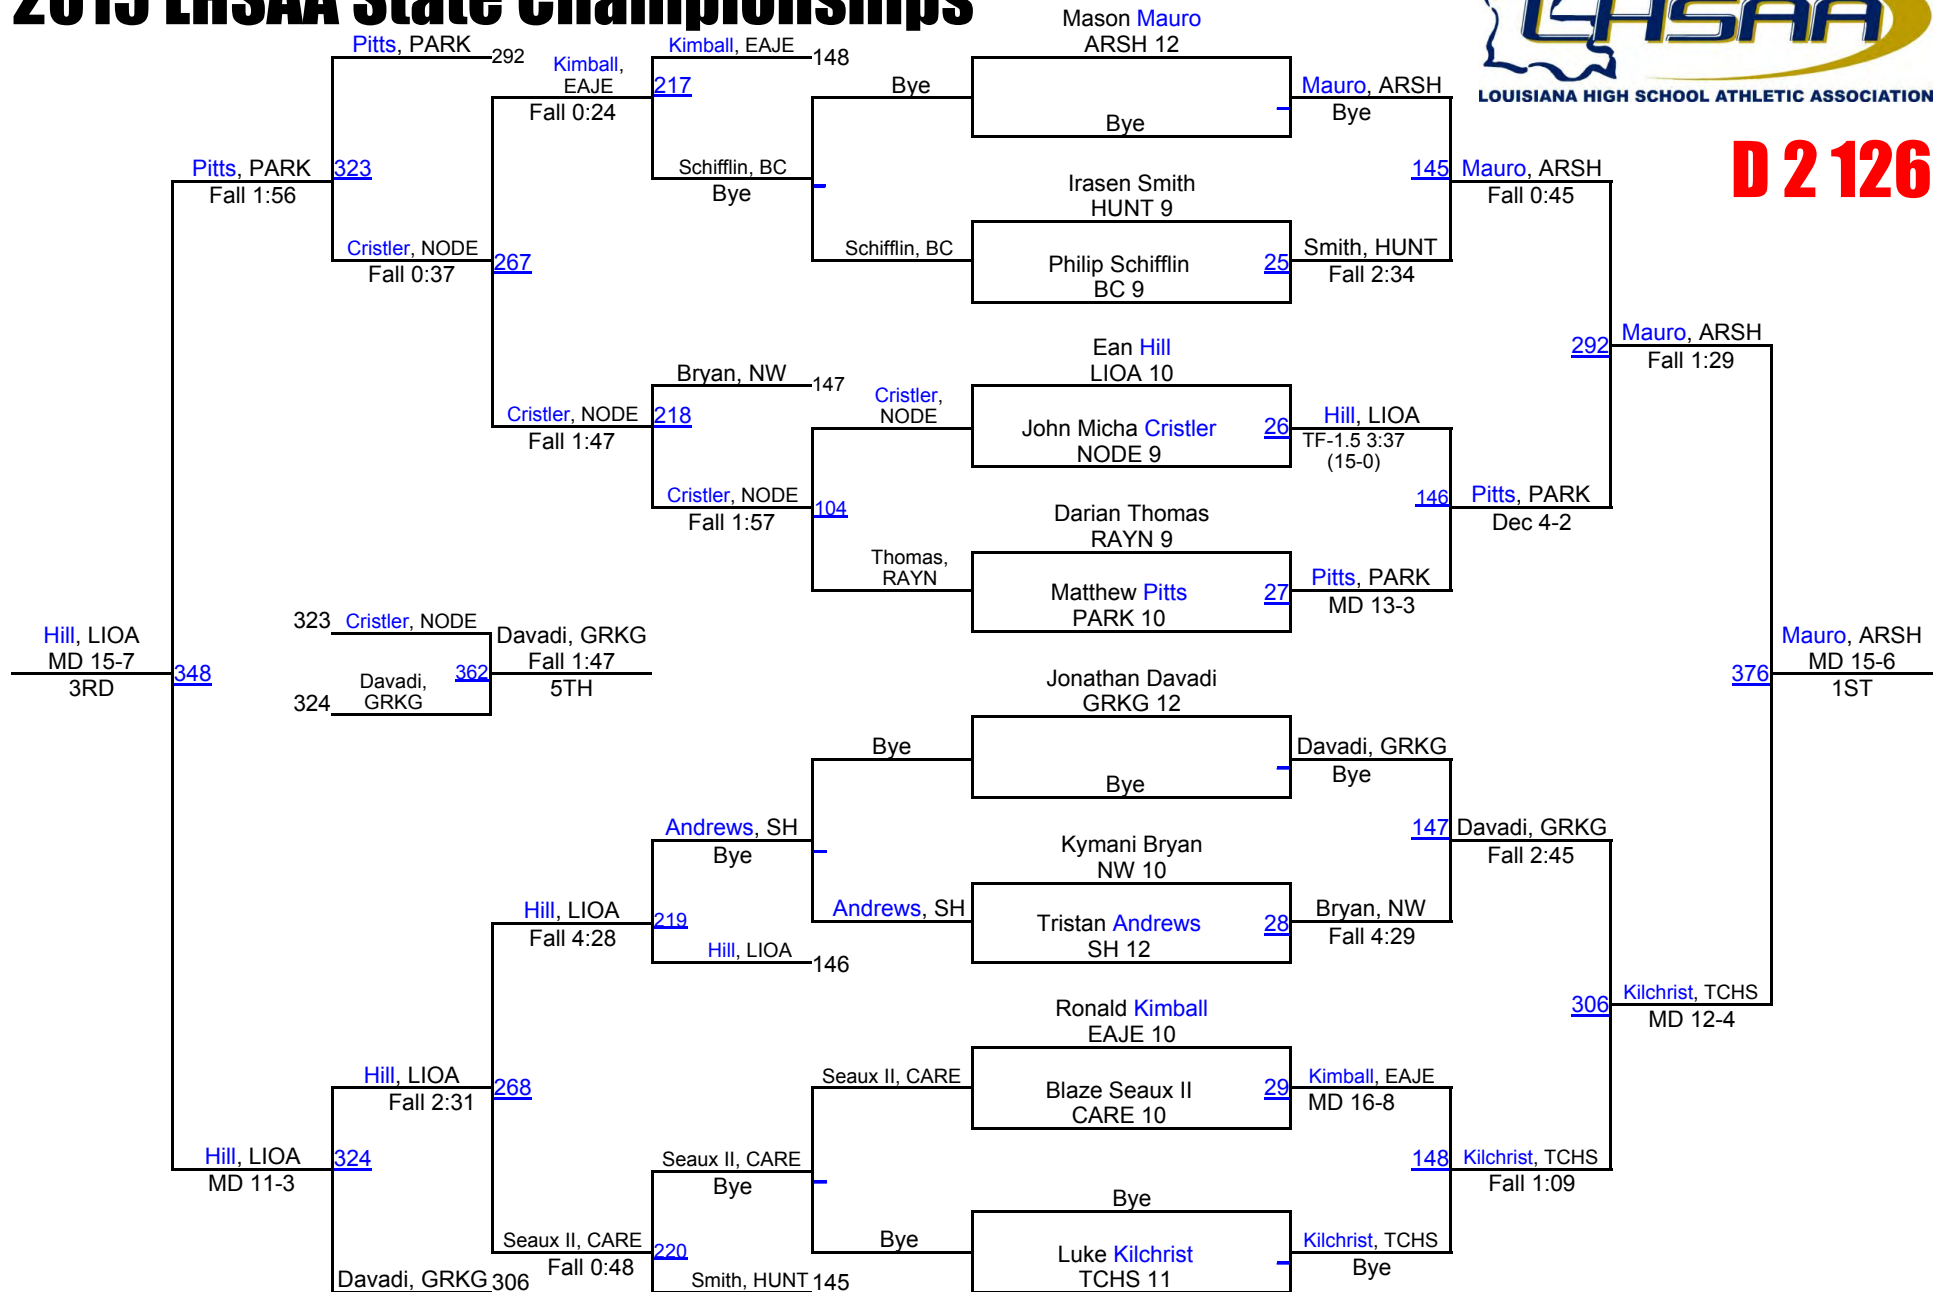 2015 LHSAA State Championships
LHSAA
LOUISIANA HIGH SCHOOL ATHLETIC ASSOCIATION
D 2 126
Pitts, PARK
292
Kimball,
EAJE
Fall 0:24
Kimball, EAJE
148
217
Bye
Mason Mauro
ARSH 12
Bye
Mauro, ARSH
Bye
Pitts, PARK
Fall 1:56
323
Schifflin, BC
Bye
Irasen Smith
HUNT 9
145
Mauro, ARSH
Fall 0:45
Cristler, NODE
Fall 0:37
267
Schifflin, BC
Philip Schifflin
BC 9
25
Smith, HUNT
Fall 2:34
Ean Hill
LIOA 10
292
Mauro, ARSH
Fall 1:29
Bryan, NW
147
Cristler,
NODE
Cristler, NODE
Fall 1:47
218
John Micha Cristler
NODE 9
26
Hill, LIOA
TF-1.5 3:37
(15-0)
Cristler, NODE
Fall 1:57
104
Darian Thomas
RAYN 9
146
Pitts, PARK
Dec 4-2
Thomas,
RAYN
Matthew Pitts
PARK 10
27
Pitts, PARK
MD 13-3
Hill, LIOA
MD 15-7
3RD
348
323
Cristler, NODE
Davadi, GRKG
Fall 1:47
5TH
362
324
Davadi,
GRKG
Jonathan Davadi
GRKG 12
376
Mauro, ARSH
MD 15-6
1ST
Bye
Bye
Davadi, GRKG
Bye
Andrews, SH
Bye
Kymani Bryan
NW 10
147
Davadi, GRKG
Fall 2:45
Hill, LIOA
Fall 4:28
219
Andrews, SH
Tristan Andrews
SH 12
28
Bryan, NW
Fall 4:29
Hill, LIOA
146
Ronald Kimball
EAJE 10
306
Kilchrist, TCHS
MD 12-4
Hill, LIOA
Fall 2:31
268
Seaux II, CARE
Blaze Seaux II
CARE 10
29
Kimball, EAJE
MD 16-8
Hill, LIOA
MD 11-3
324
Seaux II, CARE
Bye
148
Kilchrist, TCHS
Fall 1:09
Bye
Seaux II, CARE
Fall 0:48
220
Bye
Luke Kilchrist
TCHS 11
Kilchrist, TCHS
Bye
Davadi, GRKG
306
Smith, HUNT
145